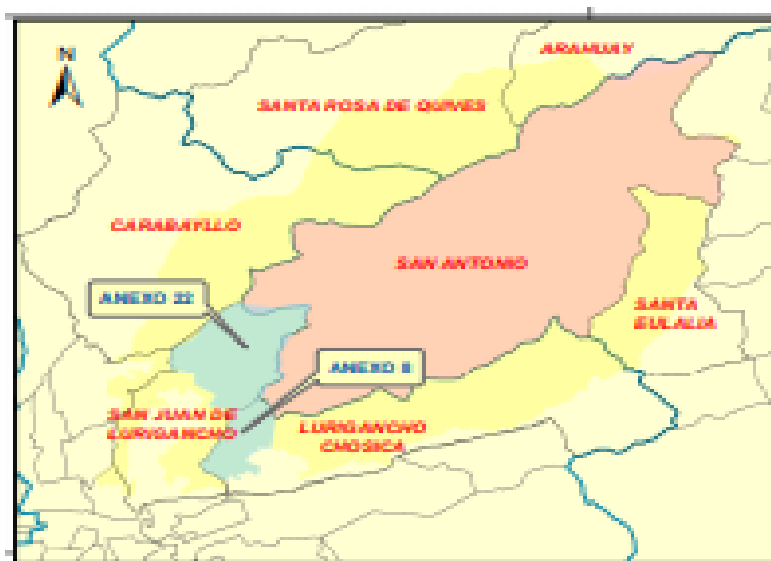 N
ARAHUAY
SANTA ROSA DE QUIVES
CARABAYLLO
SAN ANTONIO
ANEXO 22
SANTA
EULALIA
ANEXO 8
SAN JUAN DE
LURIGANCHO
LURIGANCHO
CHOSICA